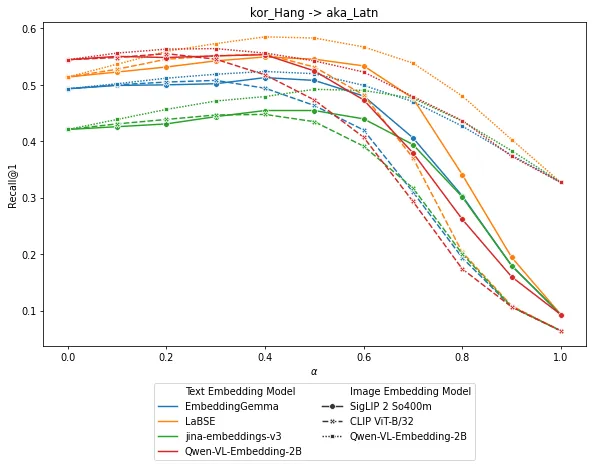 kor_Hang -> aka_Latn
0.6
0.5
0.4
0.3
0.2
0.1
Recall@1
0.0 0.2 0.4 0.6 0.8 1.0
α
Text Embedding Model Image Embedding Model
EmbeddingGemma SigLIP 2 So400m
LaBSE CLIP ViT-B/32
jina-embeddings-v3 Qwen-VL-Embedding-2B
Qwen-VL-Embedding-2B